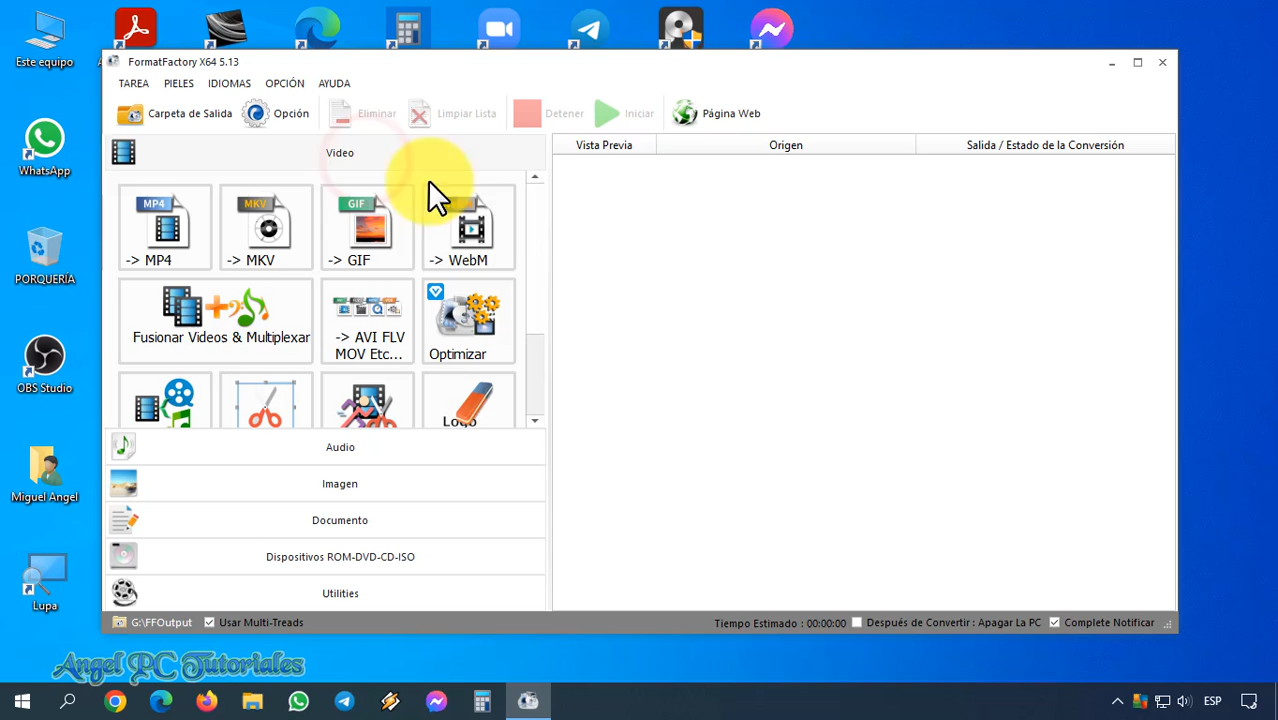 Este equipo
WhatsApp
PORQUERÍA
OBS Studio
Miguel Angel
Lupa
FormatFactory X64 5.13
TAREA PIELES IDIOMAS OPCIÓN AYUDA
Carpeta de Salida Opción Eliminar Limpiar Lista Detener Iniciar Página Web
Video
MP4 MKV GIF
-> MP4 -> MKV -> GIF -> WebM
Fusionar Videos & Multiplexar
-> AVI FLV
MOV Etc...
Optimizar
Logo
Audio
Imagen
Documento
Dispositivos ROM-DVD-CD-ISO
Utilities
Vista Previa Origen Salida / Estado de la Conversión
G:\FFOutput Usar Multi-Treads Tiempo Estimado : 00:00:00 Después de Convertir : Apagar La PC Complete Notificar
Angel PC Tutoriales
ESP